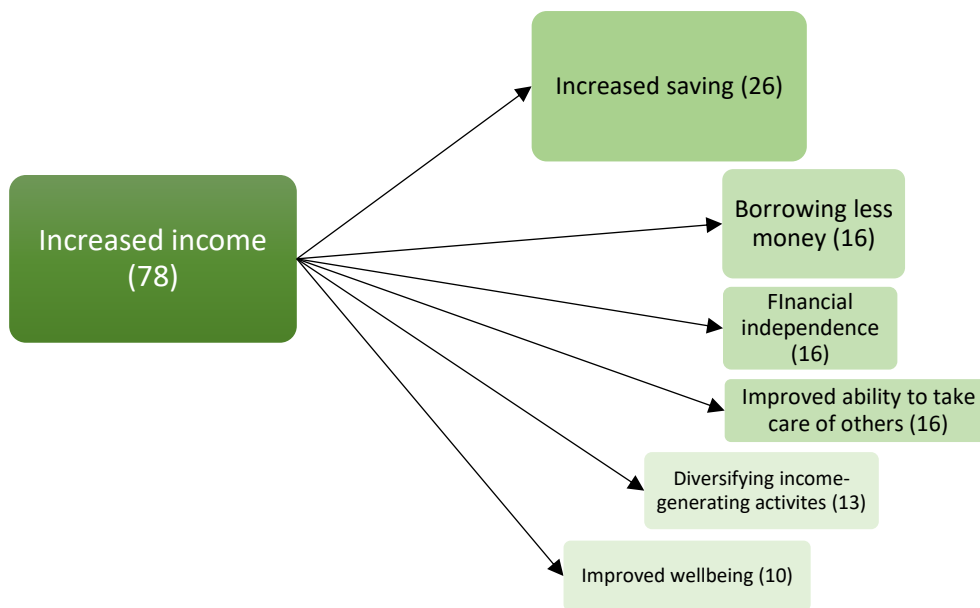 Increased saving (26)
Borrowing less
money (16)
Increased income
(78)
FInancial
independence
(16)
Improved ability to take
care of others (16)
Diversifying income-
generating activites (13)
Improved wellbeing (10)